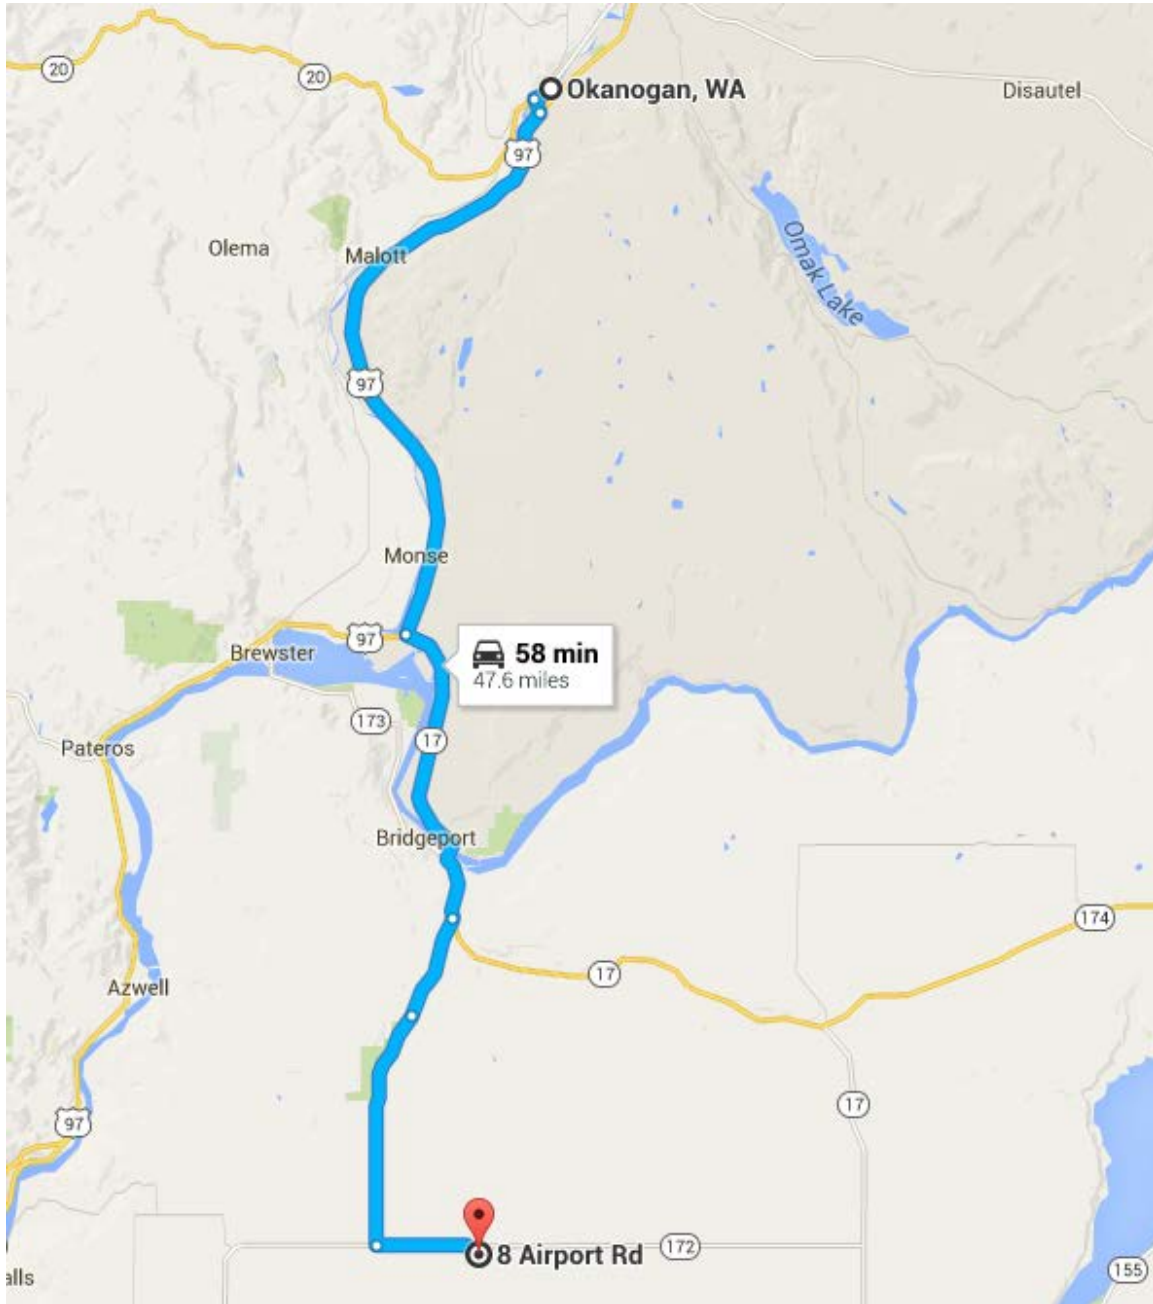 20
20
Okanogan, WA
Disautel
97
Olema
Malott
Omak Lake
97
Monse
97
Brewster
58 min
47.6 miles
173
17
Pateros
Bridgeport
174
17
Azwell
17
97
172
8 Airport Rd
155
alls